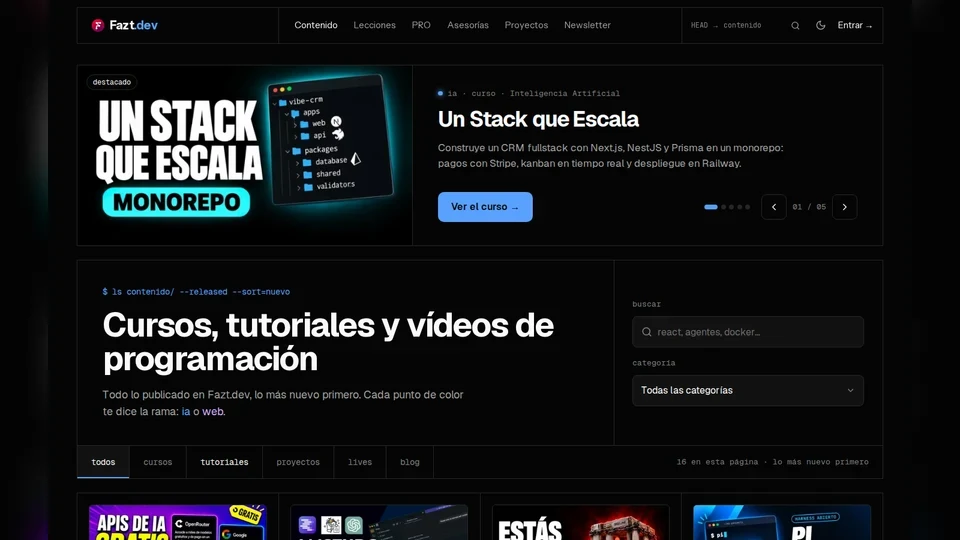 Fazt.dev
Contenido
Lecciones
PRO
Asesorías
Proyectos
Newsletter
HEAD → contenido
Entrar →
destacado
UN STACK
QUE ESCALA
MONOREPO
vibe-crm
apps
web
api
packages
database
shared
validators
ia · curso · Inteligencia Artificial
Un Stack que Escala
Construye un CRM fullstack con Next.js, NestJS y Prisma en un monorepo:
pagos con Stripe, kanban en tiempo real y despliegue en Railway.
Ver el curso →
01 / 05
$ ls contenido/ --released --sort=nuevo
Cursos, tutoriales y vídeos de
programación
Todo lo publicado en Fazt.dev, lo más nuevo primero. Cada punto de color
te dice la rama: ia o web.
buscar
react, agentes, docker…
categoría
Todas las categorías
todos
cursos
tutoriales
proyectos
lives
blog
16 en esta página · lo más nuevo primero
APIS DE IA
GRATIS
GRATIS
OpenRouter
Google
ESTÁS
HARNESS ABIERTO
$ pi